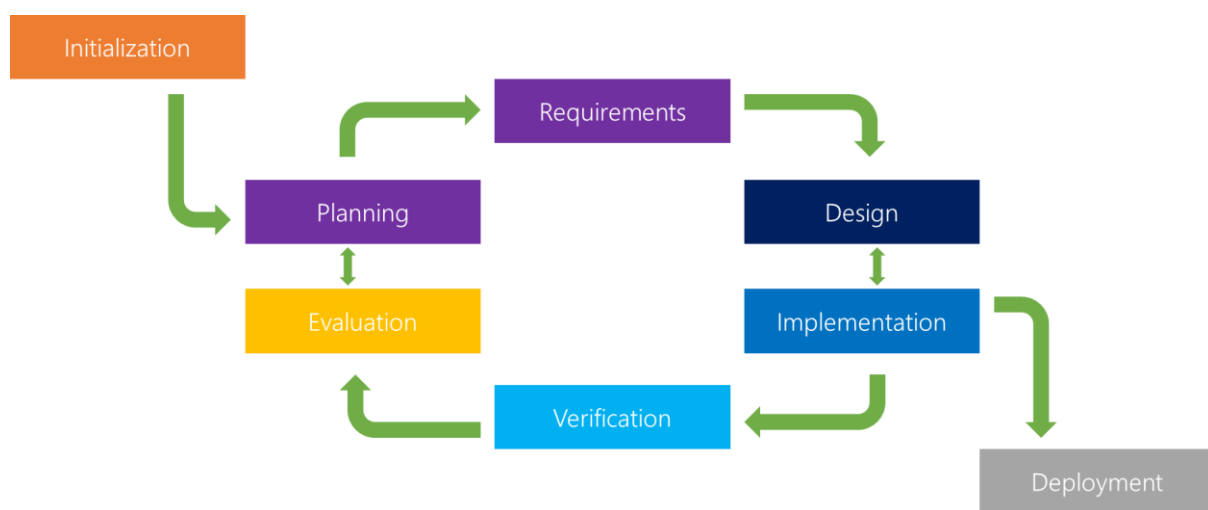 Initialization
Requirements
Planning
Design
Evaluation
Implementation
Verification
Deployment